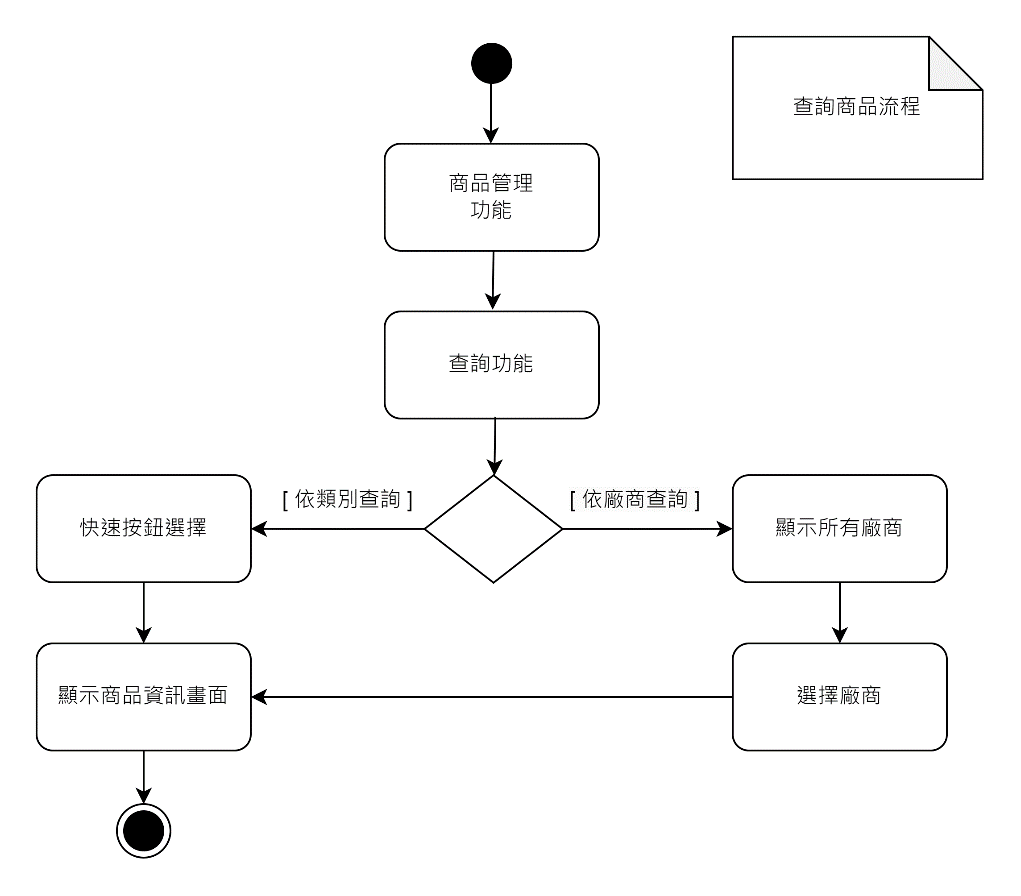 查詢商品流程
商品管理
功能
查詢功能
[ 依類別查詢 ]
[ 依廠商查詢 ]
快速按鈕選擇
顯示所有廠商
顯示商品資訊畫面
選擇廠商